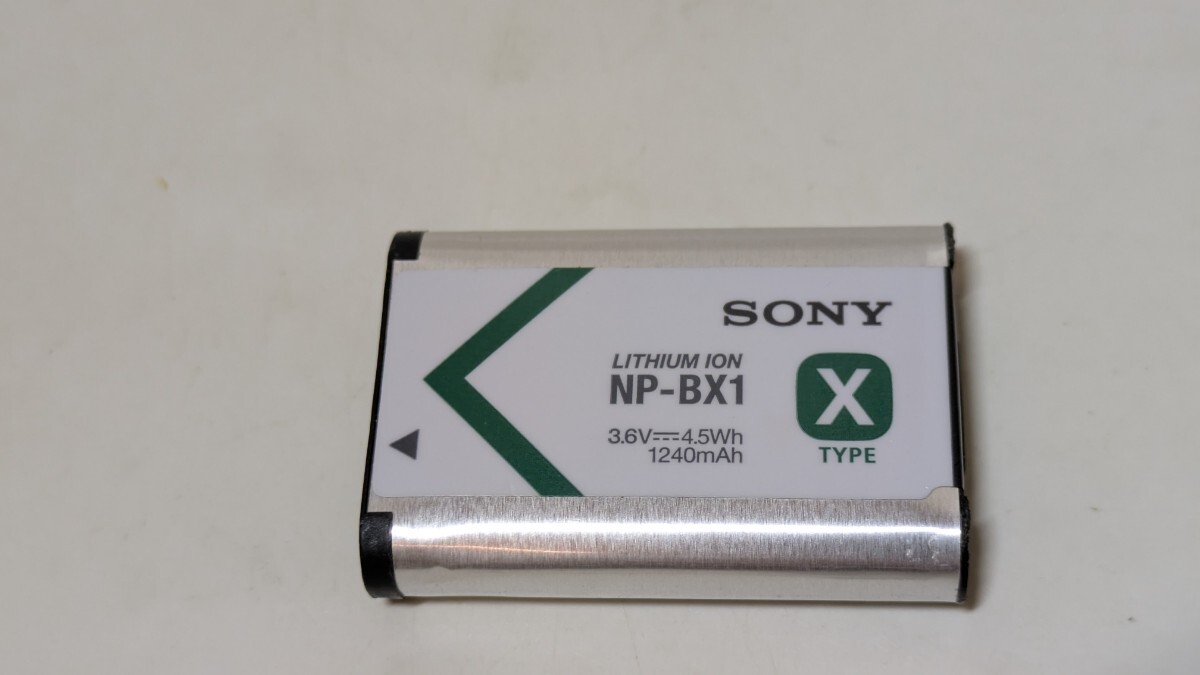 SONY
LITHIUM ION
NP-BX1
3.6V⎓4.5Wh
1240mAh
X
TYPE